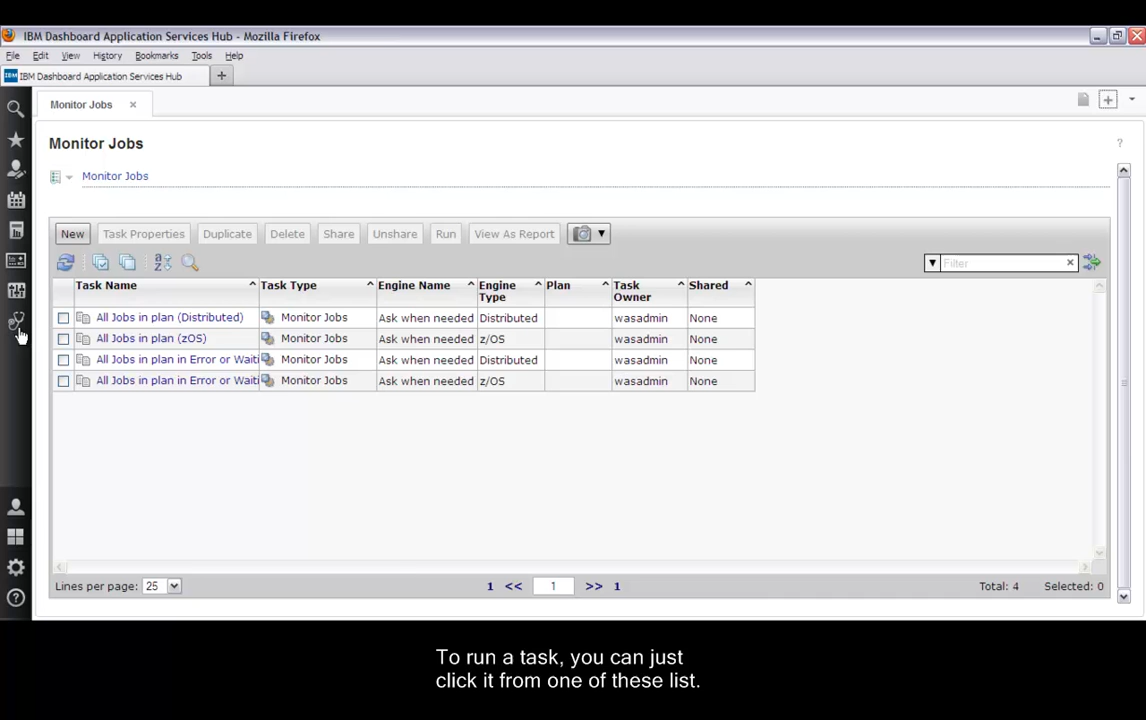 IBM Dashboard Application Services Hub - Mozilla Firefox
File Edit View History Bookmarks Tools Help
IBM IBM Dashboard Application Services Hub
Monitor Jobs
Monitor Jobs
Monitor Jobs
New Task Properties Duplicate Delete Share Unshare Run View As Report
Filter
Task Name Task Type Engine Name Engine Type Plan Task Owner Shared
All Jobs in plan (Distributed) Monitor Jobs Ask when needed Distributed wasadmin None
All Jobs in plan (zOS) Monitor Jobs Ask when needed z/OS wasadmin None
All Jobs in plan in Error or Waiti Monitor Jobs Ask when needed Distributed wasadmin None
All Jobs in plan in Error or Waiti Monitor Jobs Ask when needed z/OS wasadmin None
Lines per page: 25 1 << 1 >> 1 Total: 4 Selected: 0
To run a task, you can just
click it from one of these list.